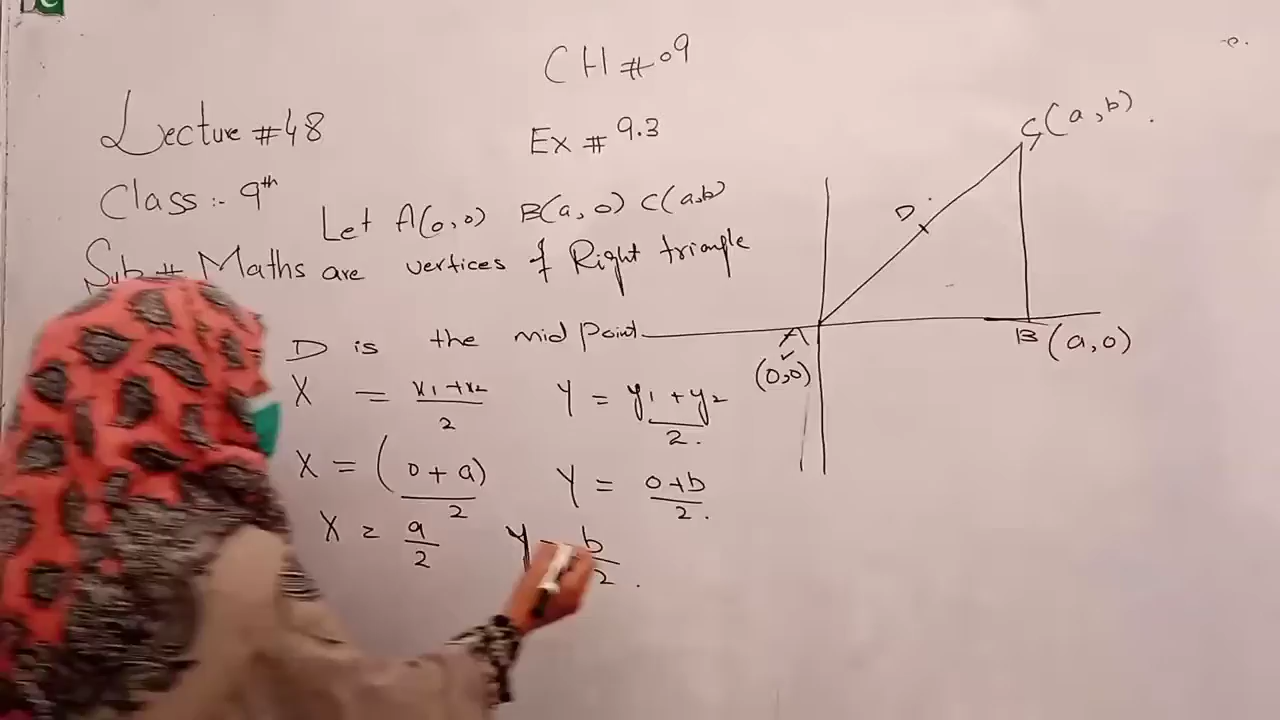 CH # 09
Lecture # 48
Ex # 9.3
Class :- 9th
Let A(0,0) B(a, 0) C(a,b)
Sub # Maths are vertices of Right triangle
D is the mid Point
X = x1 + x2 / 2 Y = y1 + y2 / 2.
X = (0 + a) / 2 Y = 0 + b / 2.
X = a / 2 Y = b / 2.
C(a, b).
D
A
(0,0)
B (a, 0)